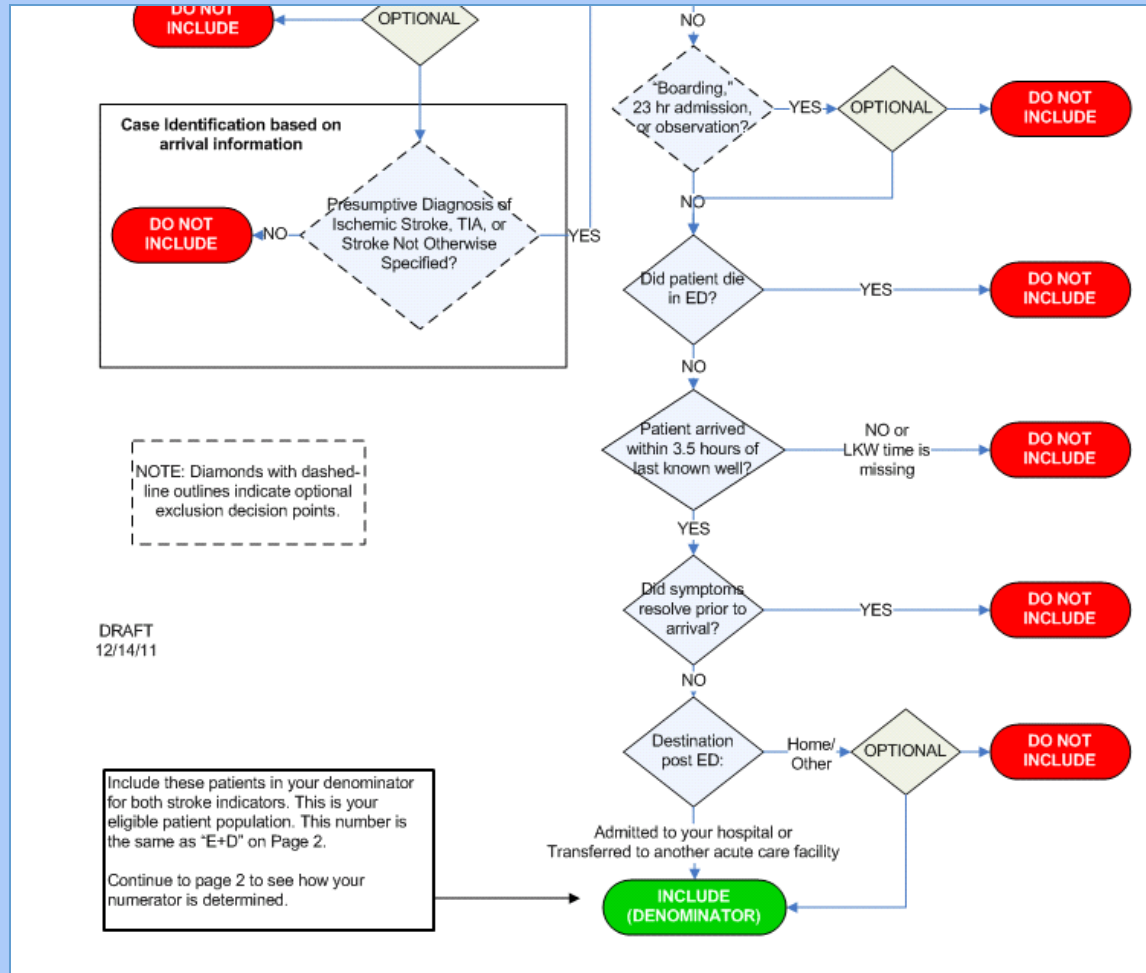 DO NOT
INCLUDE
OPTIONAL
Case Identification based on
arrival information
Presumptive Diagnosis of
Ischemic Stroke, TIA, or
Stroke Not Otherwise
Specified?
NO
DO NOT
INCLUDE
YES
NOTE: Diamonds with dashed-
line outlines indicate optional
exclusion decision points.
DRAFT
12/14/11
Include these patients in your denominator
for both stroke indicators. This is your
eligible patient population. This number is
the same as “E+D” on Page 2.
Continue to page 2 to see how your
numerator is determined.
NO
“Boarding,”
23 hr admission,
or observation?
YES
OPTIONAL
DO NOT
INCLUDE
NO
Did patient die
in ED?
YES
DO NOT
INCLUDE
NO
Patient arrived
within 3.5 hours of
last known well?
NO or
LKW time is
missing
DO NOT
INCLUDE
YES
Did symptoms
resolve prior to
arrival?
YES
DO NOT
INCLUDE
NO
Destination
post ED:
Home/
Other
OPTIONAL
DO NOT
INCLUDE
Admitted to your hospital or
Transferred to another acute care facility
INCLUDE
(DENOMINATOR)